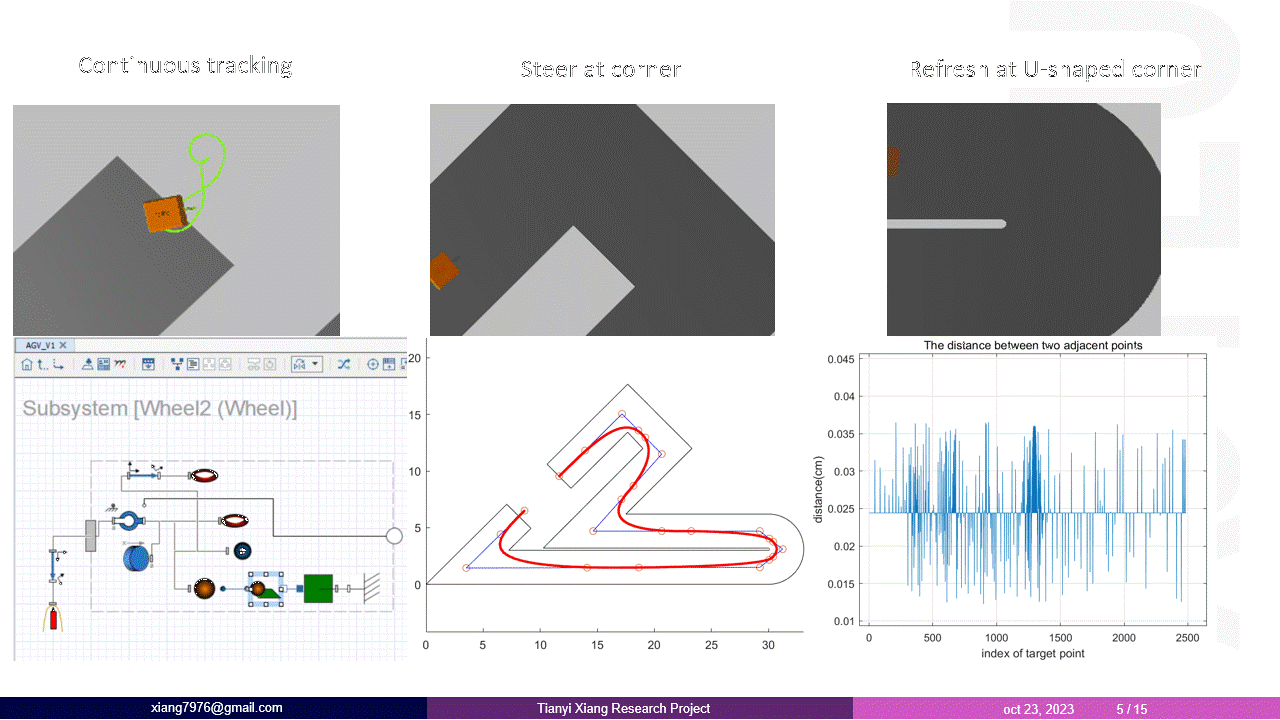 Continuous tracking
Steer at corner
Refresh at U-shaped corner
AGV_V1
Subsystem [Wheel2 (Wheel)]
20
15
10
5
0
0 5 10 15 20 25 30
The distance between two adjacent points
0.045
0.04
0.035
0.03
0.025
0.02
0.015
0.01
distance(cm)
0 500 1000 1500 2000 2500
index of target point
xiang7976@gmail.com
Tianyi Xiang Research Project
oct 23, 2023
5 / 15